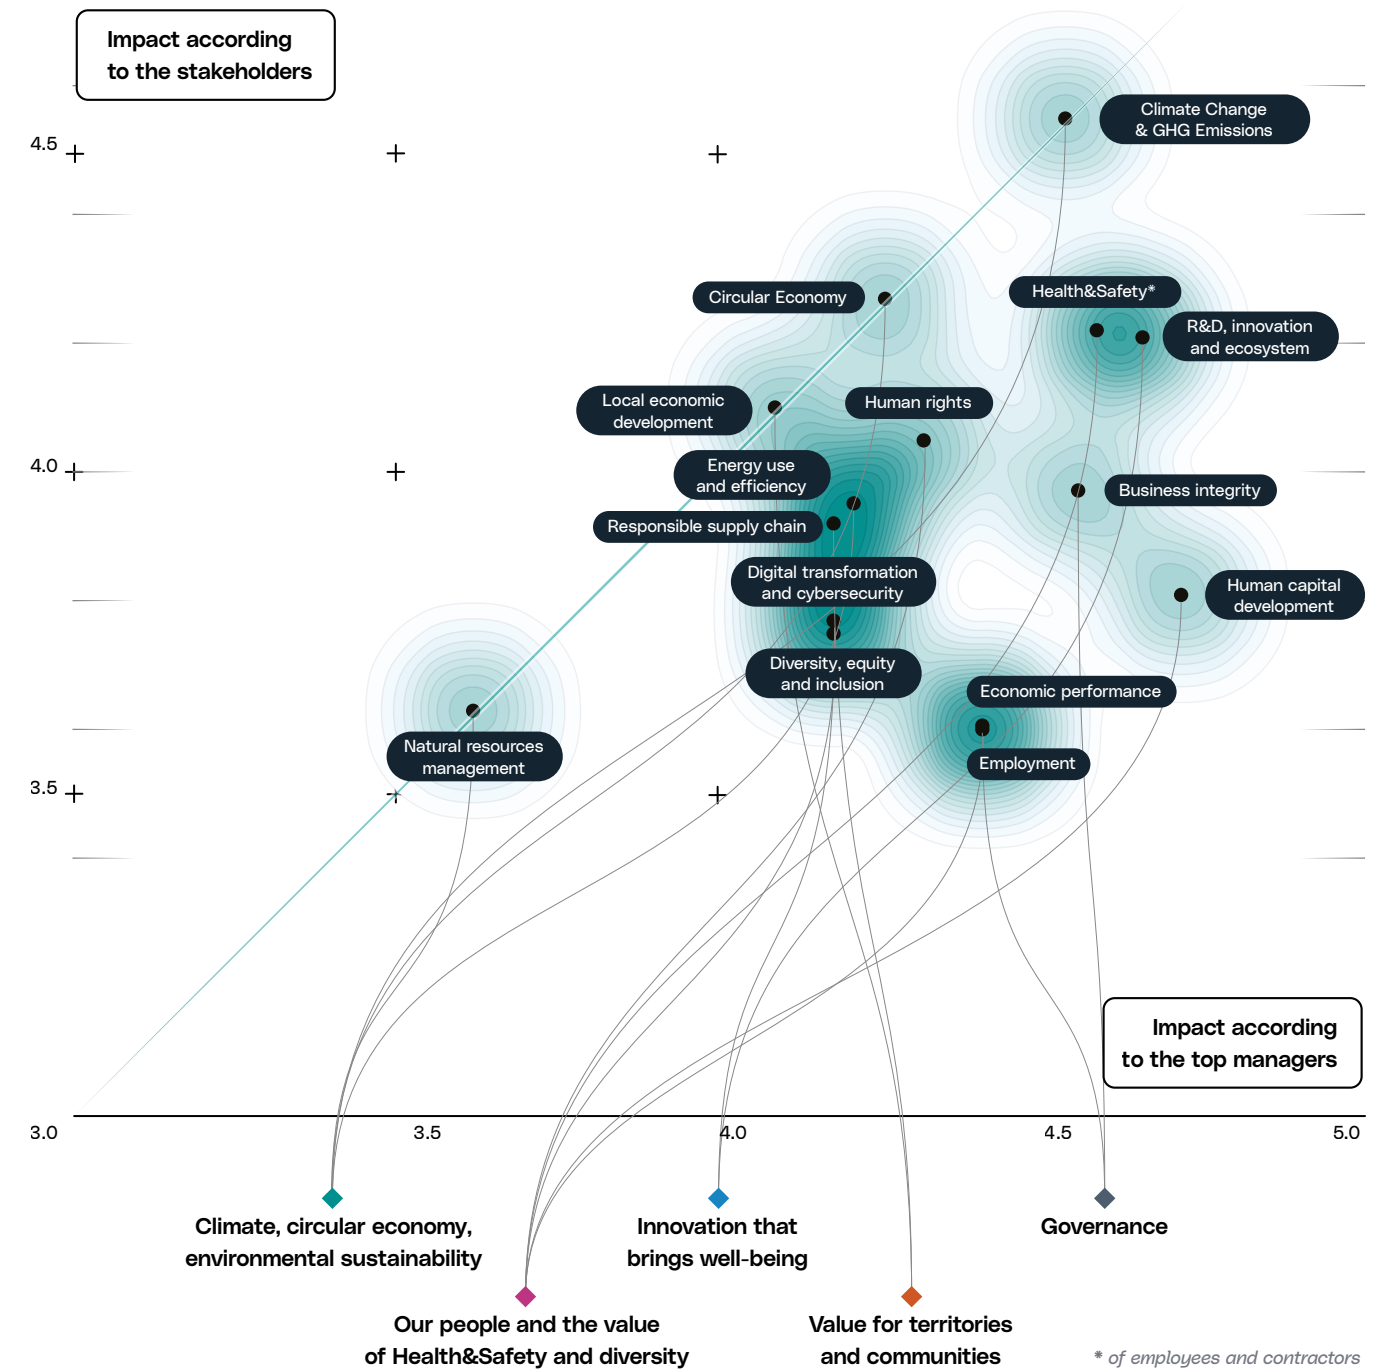 Impact according
to the stakeholders
Climate Change
& GHG Emissions
4.5
Circular Economy
Health&Safety*
R&D, innovation
and ecosystem
Local economic
development
Human rights
4.0
Energy use
and efficiency
Business integrity
Responsible supply chain
Digital transformation
and cybersecurity
Human capital
development
Diversity, equity
and inclusion
Economic performance
Natural resources
management
Employment
3.5
Impact according
to the top managers
3.0
3.5
4.0
4.5
5.0
Climate, circular economy,
environmental sustainability
Innovation that
brings well-being
Governance
Our people and the value
of Health&Safety and diversity
Value for territories
and communities
* of employees and contractors